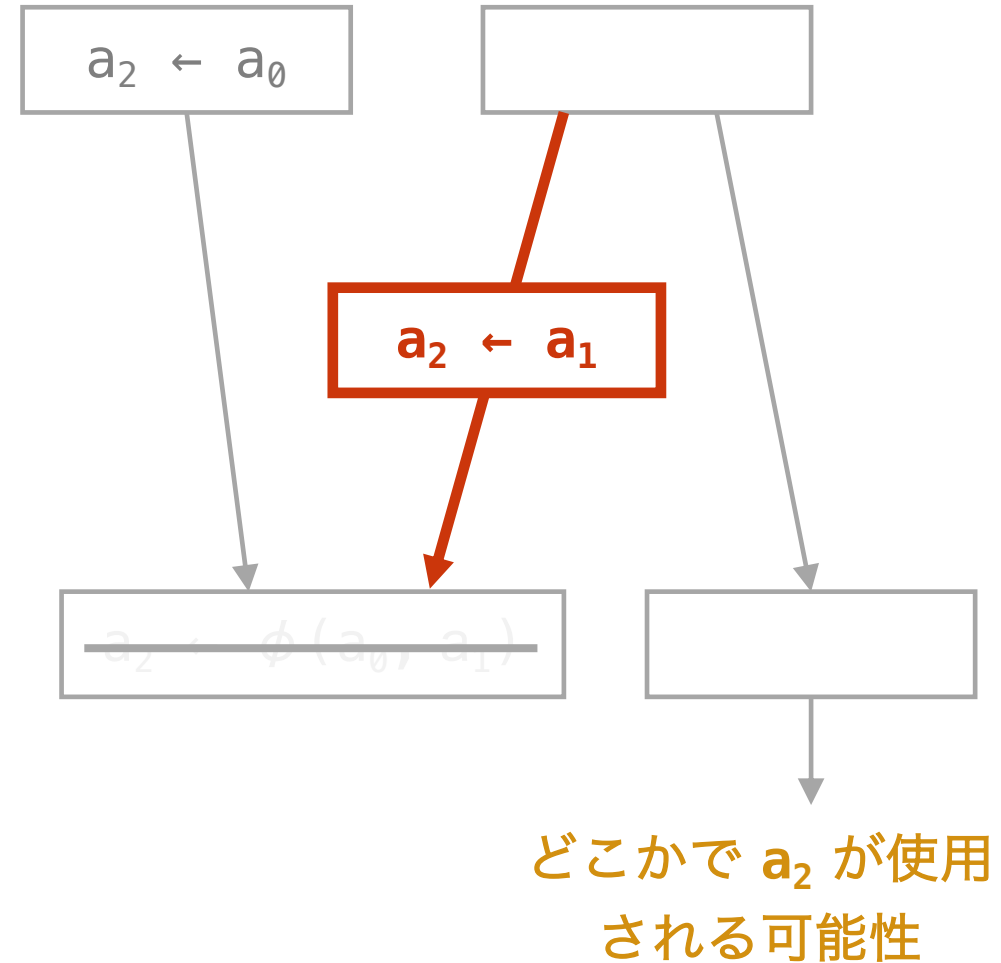 a₂ ← a₀
a₂ ← a₁
a₂ ← ϕ(a₀, a₁)
どこかで a₂ が使用
される可能性